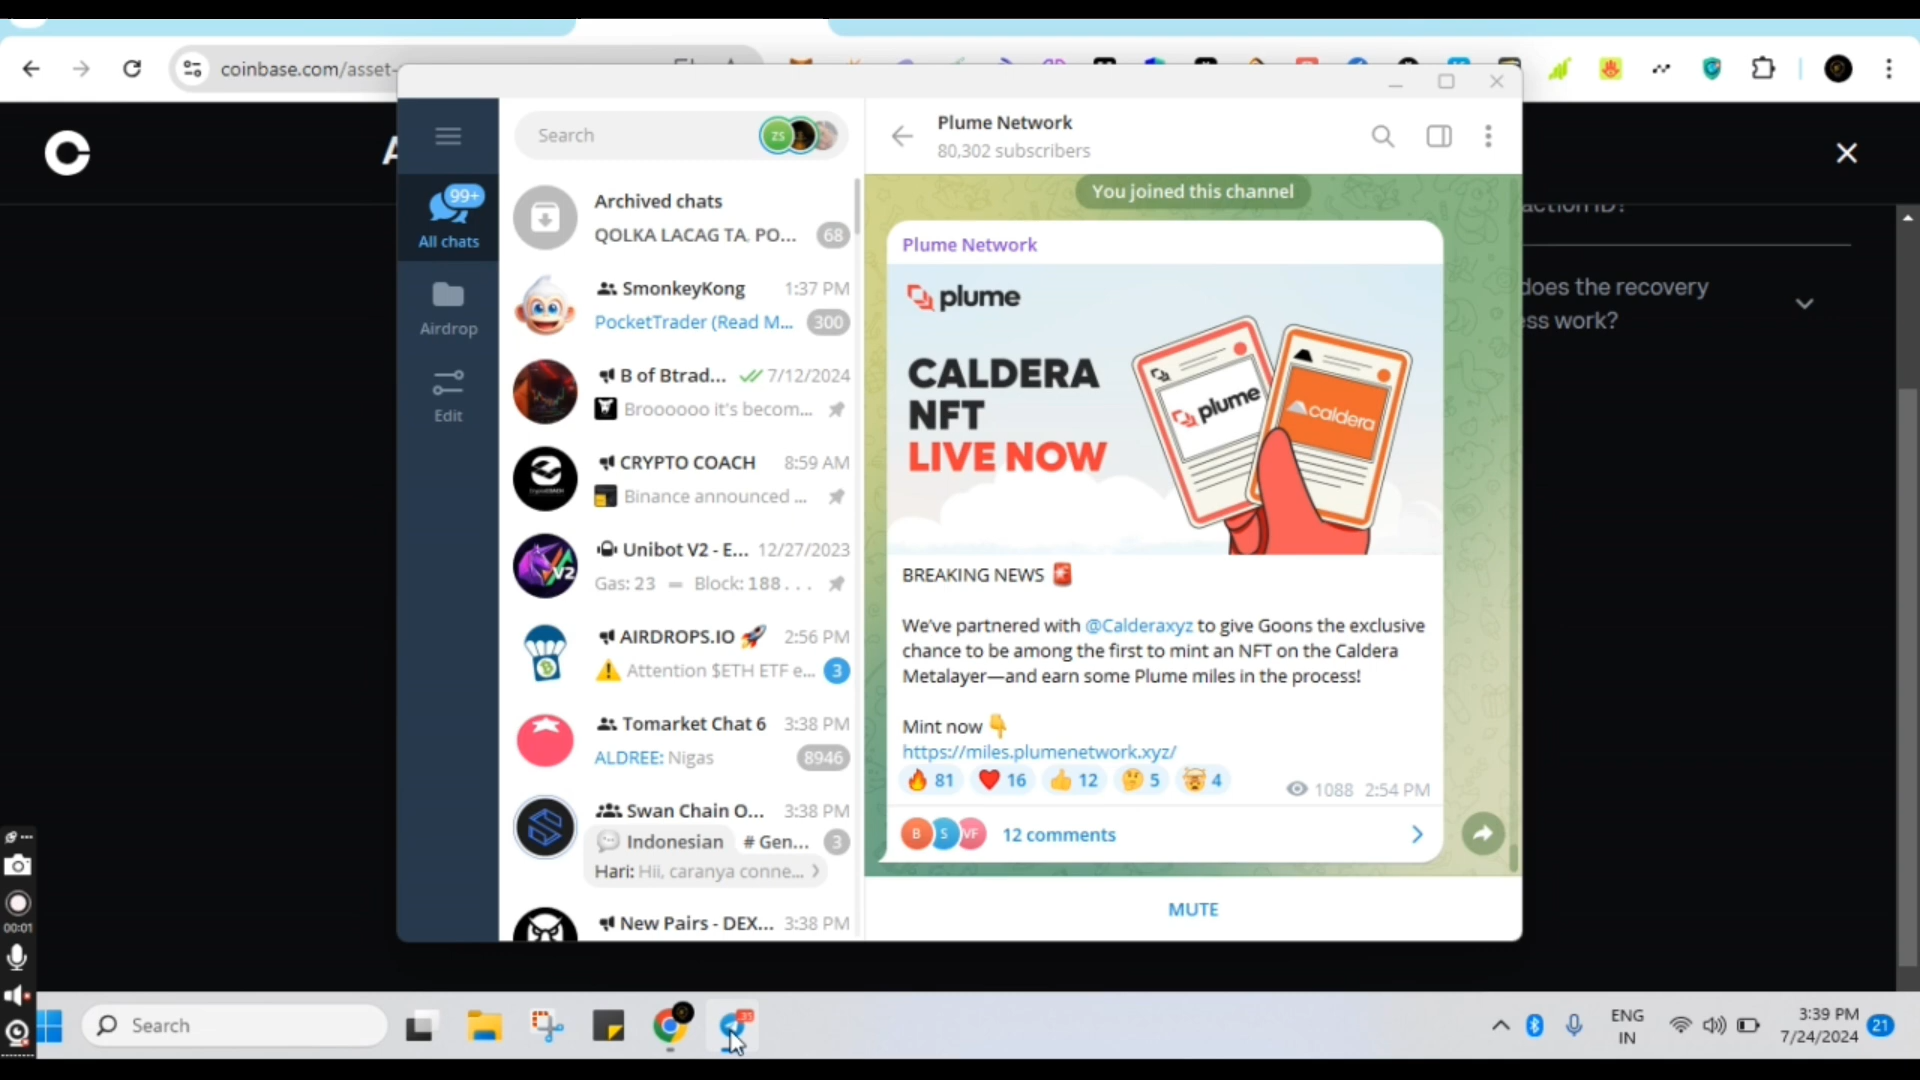 coinbase.com/asset-
does the recovery
ess work?
99+
All chats
Airdrop
Edit
Search
ZS
Archived chats
QOLKA LACAG TA, PO...
68
SmonkeyKong
1:37 PM
PocketTrader (Read M...
300
B of Btrad...
7/12/2024
Broooooo it's becom...
CRYPTO COACH
8:59 AM
Binance announced ...
Unibot V2 - E...
12/27/2023
V2
Gas: 23 — Block: 188...
AIRDROPS.IO 🚀
2:56 PM
⚠️ Attention $ETH ETF e...
3
Tomarket Chat 6
3:38 PM
ALDREE: Nigas
8946
Swan Chain O...
3:38 PM
Indonesian # Gen...
3
Hari: Hii, caranya conne...
New Pairs - DEX...
3:38 PM
Plume Network
80,302 subscribers
You joined this channel
Plume Network
plume
CALDERA
NFT
LIVE NOW
plume
caldera
BREAKING NEWS 🚨
We've partnered with @Calderaxyz to give Goons the exclusive
chance to be among the first to mint an NFT on the Caldera
Metalayer—and earn some Plume miles in the process!
Mint now 👇
https://miles.plumenetwork.xyz/
🔥 81 ❤️ 16 👍 12 🤔 5 🤯 4
1088 2:54 PM
B S VF
12 comments
MUTE
00:01
Search
ENG
IN
3:39 PM
7/24/2024
21